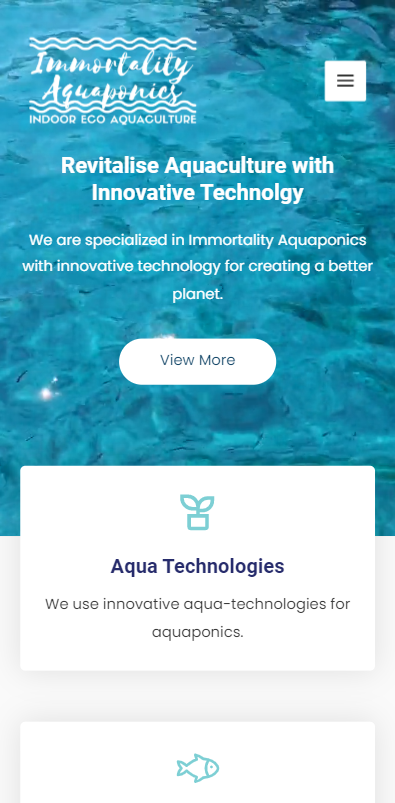 Immortality
Aquaponics
INDOOR ECO AQUACULTURE
Revitalise Aquaculture with
Innovative Technolgy
We are specialized in Immortality Aquaponics
with innovative technology for creating a better
planet.
View More
Aqua Technologies
We use innovative aqua-technologies for
aquaponics.